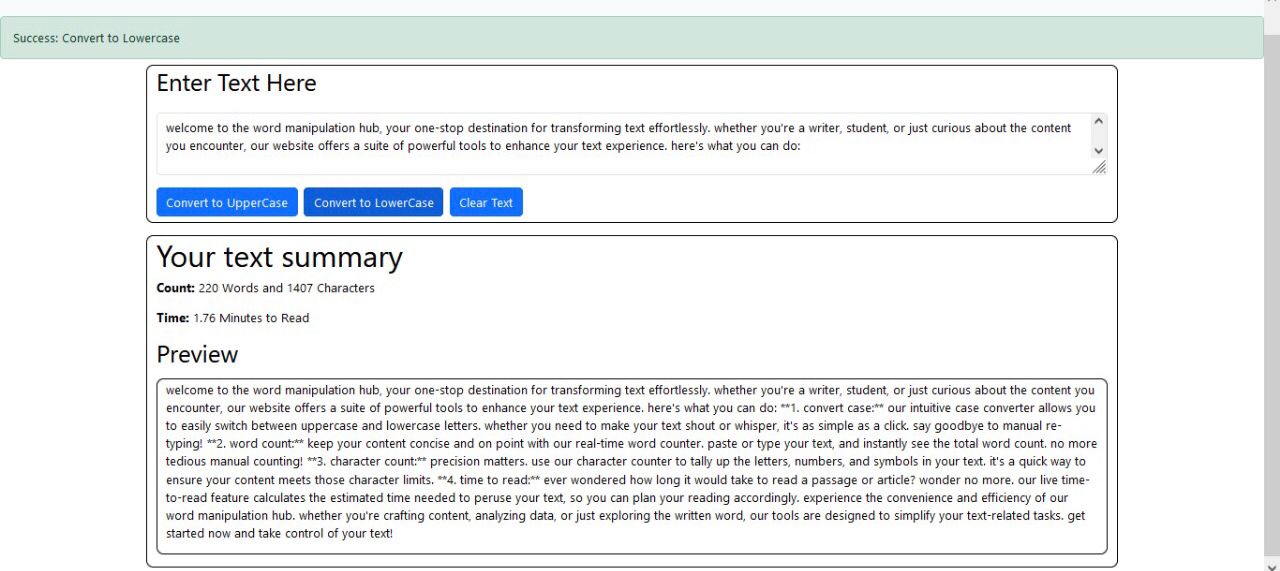 Success: Convert to Lowercase
Enter Text Here
welcome to the word manipulation hub, your one-stop destination for transforming text effortlessly. whether you're a writer, student, or just curious about the content
you encounter, our website offers a suite of powerful tools to enhance your text experience. here's what you can do:
Convert to UpperCase Convert to LowerCase Clear Text
Your text summary
Count: 220 Words and 1407 Characters
Time: 1.76 Minutes to Read
Preview
welcome to the word manipulation hub, your one-stop destination for transforming text effortlessly. whether you're a writer, student, or just curious about the content you
encounter, our website offers a suite of powerful tools to enhance your text experience. here's what you can do: **1. convert case:** our intuitive case converter allows you
to easily switch between uppercase and lowercase letters. whether you need to make your text shout or whisper, it's as simple as a click. say goodbye to manual re-
typing! **2. word count:** keep your content concise and on point with our real-time word counter. paste or type your text, and instantly see the total word count. no more
tedious manual counting! **3. character count:** precision matters. use our character counter to tally up the letters, numbers, and symbols in your text. it's a quick way to
ensure your content meets those character limits. **4. time to read:** ever wondered how long it would take to read a passage or article? wonder no more. our live time-
to-read feature calculates the estimated time needed to peruse your text, so you can plan your reading accordingly. experience the convenience and efficiency of our
word manipulation hub. whether you're crafting content, analyzing data, or just exploring the written word, our tools are designed to simplify your text-related tasks. get
started now and take control of your text!